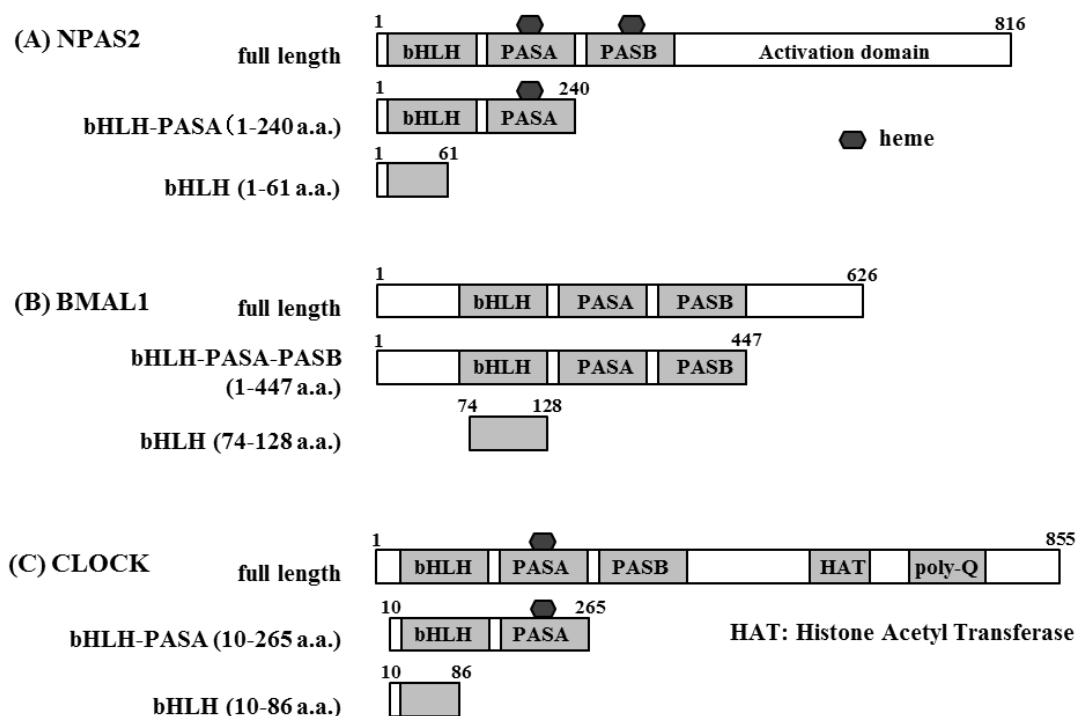 (A) NPAS2
full length
1
816
bHLH PASA PASB Activation domain
bHLH-PASA (1-240 a.a.)
1
240
bHLH PASA
heme
bHLH (1-61 a.a.)
1
61
(B) BMAL1
full length
1
626
bHLH PASA PASB
bHLH-PASA-PASB
(1-447 a.a.)
1
447
bHLH PASA PASB
bHLH (74-128 a.a.)
74
128
(C) CLOCK
full length
1
855
bHLH PASA PASB HAT poly-Q
bHLH-PASA (10-265 a.a.)
10
265
bHLH PASA
HAT: Histone Acetyl Transferase
bHLH (10-86 a.a.)
10
86